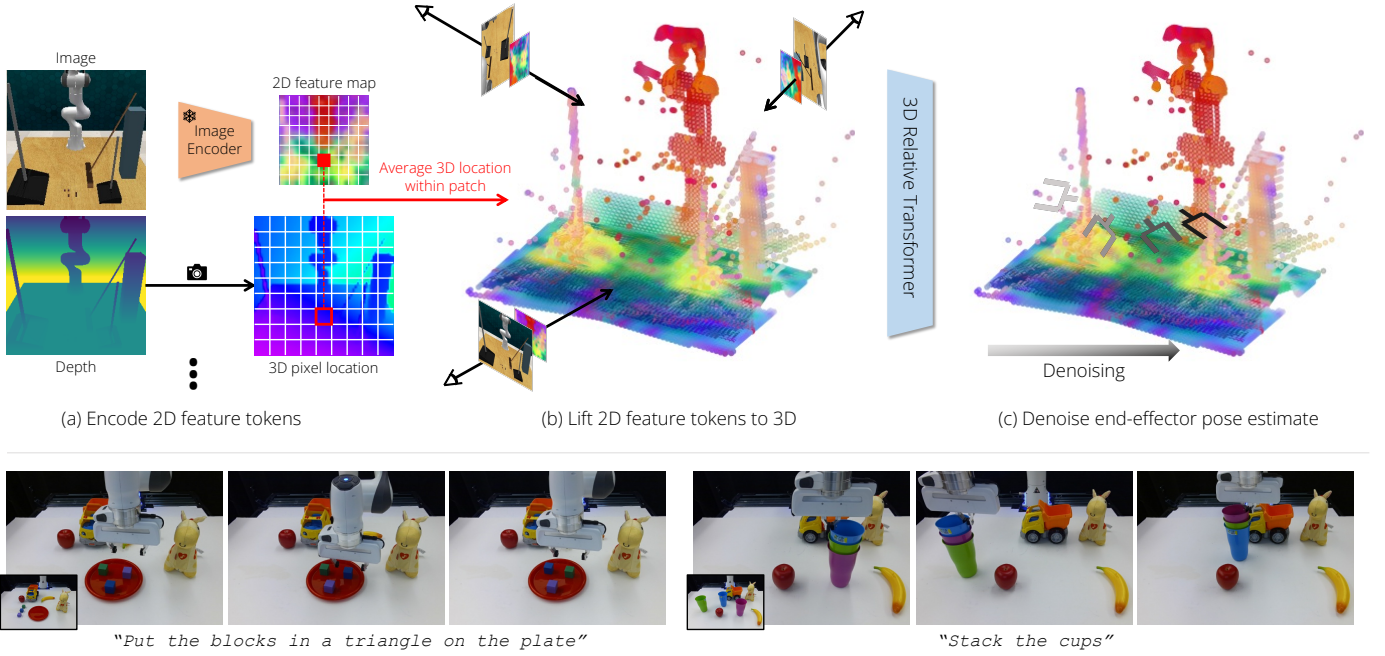 Image
2D feature map
Image
Encoder
Average 3D location
within patch
Depth
3D pixel location
3D Relative Transformer
Denoising
(a) Encode 2D feature tokens
(b) Lift 2D feature tokens to 3D
(c) Denoise end-effector pose estimate
“Put the blocks in a triangle on the plate”
“Stack the cups”